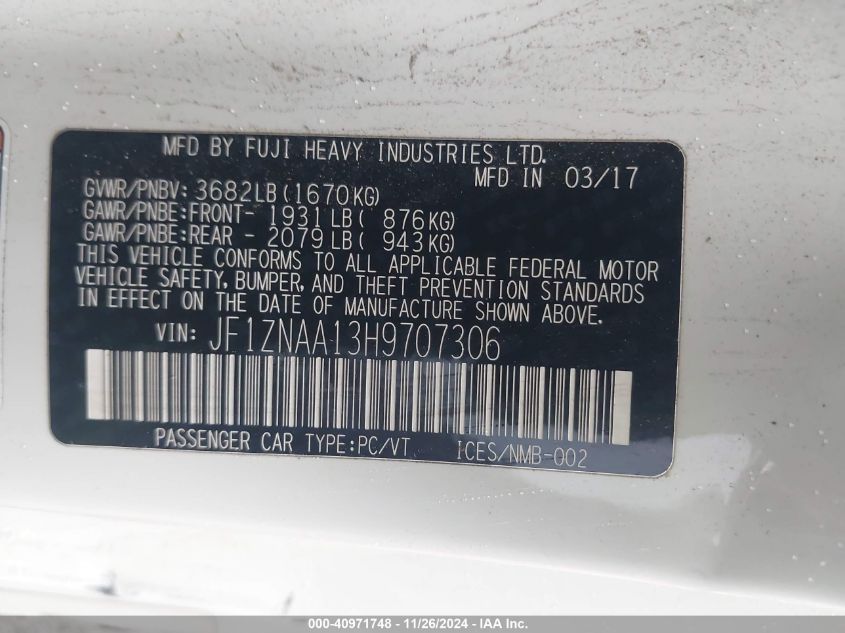 MFD BY FUJI HEAVY INDUSTRIES LTD.
MFD IN 03/17
GVWR/PNBV: 3682LB(1670KG)
GAWR/PNBE:FRONT- 1931LB( 876KG)
GAWR/PNBE:REAR - 2079LB( 943KG)
THIS VEHICLE CONFORMS TO ALL APPLICABLE FEDERAL MOTOR
VEHICLE SAFETY, BUMPER, AND THEFT PREVENTION STANDARDS
IN EFFECT ON THE DATE OF MANUFACTURE SHOWN ABOVE.
VIN: JF1ZNAA13H9707306
PASSENGER CAR TYPE:PC/VT ICES/NMB-002
000-40971748 - 11/26/2024 - IAA Inc.